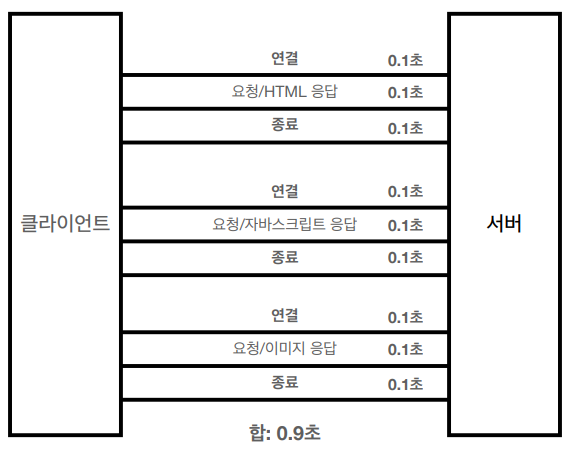 연결 0.1초
요청/HTML 응답 0.1초
종료 0.1초
연결 0.1초
클라이언트
요청/자바스크립트 응답 0.1초
서버
종료 0.1초
연결 0.1초
요청/이미지 응답 0.1초
종료 0.1초
합: 0.9초